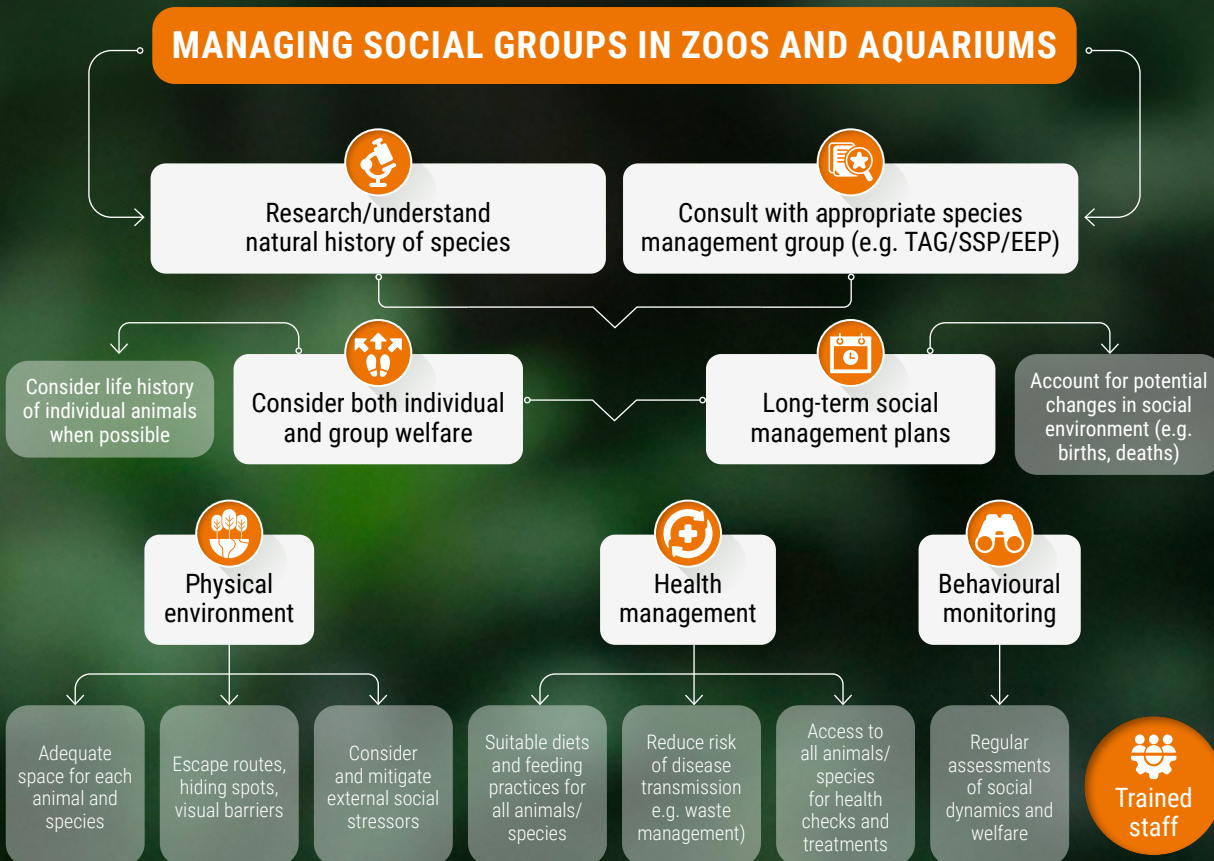 MANAGING SOCIAL GROUPS IN ZOOS AND AQUARIUMS
Research/understand
natural history of species
Consult with appropriate species
management group (e.g. TAG/SSP/EEP)
Consider life history
of individual animals
when possible
Consider both individual
and group welfare
Long-term social
management plans
Account for potential
changes in social
environment (e.g.
births, deaths)
Physical
environment
Health
management
Behavioural
monitoring
Adequate
space for each
animal and
species
Escape routes,
hiding spots,
visual barriers
Consider
and mitigate
external social
stressors
Suitable diets
and feeding
practices for
all animals/
species
Reduce risk
of disease
transmission
e.g. waste
management)
Access to
all animals/
species
for health
checks and
treatments
Regular
assessments
of social
dynamics and
welfare
Trained
staff